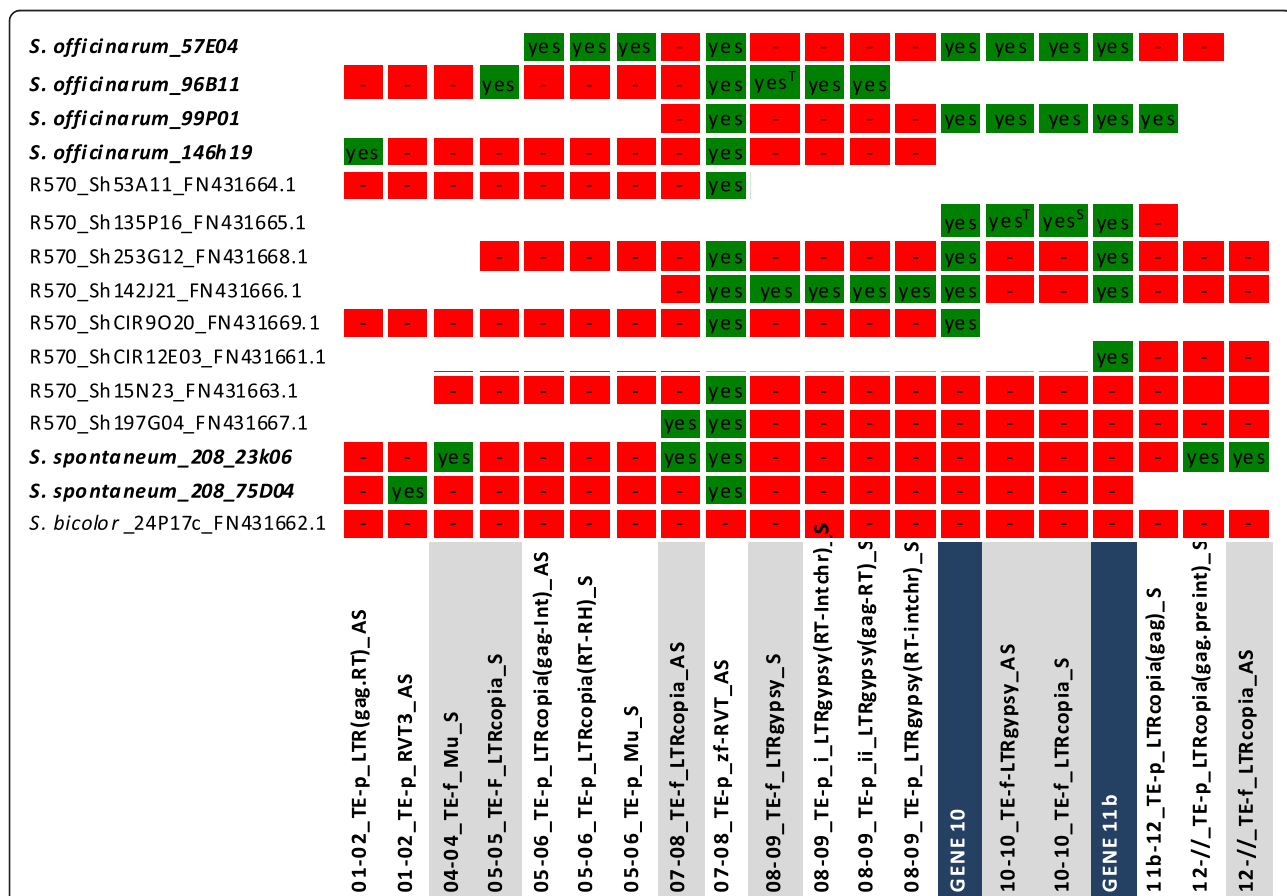 S. officinarum_57E04 yes yes yes - yes - - - - yes yes yes yes - -
S. officinarum_96B11 - - - yes - - - - yes yesT yes yes
S. officinarum_99P01 - yes - - - - yes yes yes yes yes
S. officinarum_146h19 yes - - - - - - - yes - - - -
R570_Sh53A11_FN431664.1 - - - - - - - - yes
R570_Sh135P16_FN431665.1 yes yesT yesS yes -
R570_Sh253G12_FN431668.1 - - - - - yes - - - - yes - - yes - - -
R570_Sh142J21_FN431666.1 - yes yes yes yes yes yes - - yes - - -
R570_ShCIR9O20_FN431669.1 - - - - - - - - yes - - - - yes
R570_ShCIR12E03_FN431661.1 yes - - -
R570_Sh15N23_FN431663.1 - - - - - - yes - - - - - - - - -
R570_Sh197G04_FN431667.1 yes yes - - - - - - - - - - -
S. spontaneum_208_23k06 - - yes - - - - yes yes - - - - - - - - - yes yes
S. spontaneum_208_75D04 - yes - - - - - - yes - - - - - - - -
S. bicolor _24P17c_FN431662.1 - - - - - - - - - - - - - - - - - - - - -
01-02_TE-p_LTR(gag.RT)_AS
01-02_TE-p_RVT3_AS
04-04_TE-f_Mu_S
05-05_TE-F_LTRcopia_S
05-06_TE-p_LTRcopia(gag-Int)_AS
05-06_TE-p_LTRcopia(RT-RH)_S
05-06_TE-p_Mu_S
07-08_TE-f_LTRcopia_AS
07-08_TE-p_zf-RVT_AS
08-09_TE-f_LTRgypsy_S
08-09_TE-p_i_LTRgypsy(RT-Intchr)_S
08-09_TE-p_ii_LTRgypsy(gag-RT)_S
08-09_TE-p_LTRgypsy(RT-intchr)_S
GENE 10
10-10_TE-f-LTRgypsy_AS
10-10_TE-f_LTRcopia_S
GENE 11b
11b-12_TE-p_LTRcopia(gag)_S
12-//_TE-p_LTRcopia(gag.preint)_S
12-//_TE-f_LTRcopia_AS